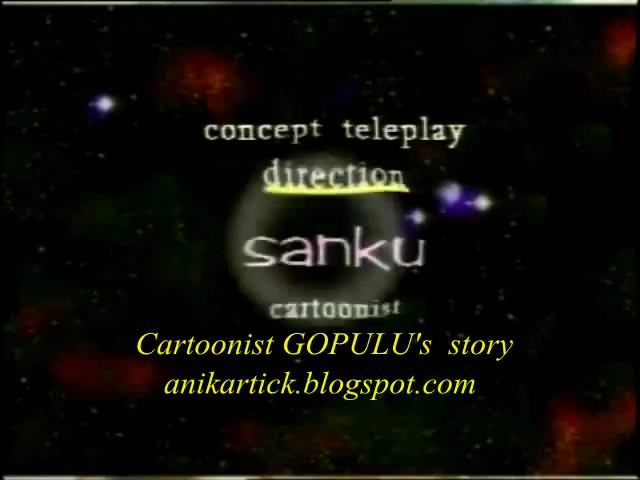 concept teleplay
direction
sanku
cartoonist
Cartoonist GOPULU's story
anikartick.blogspot.com